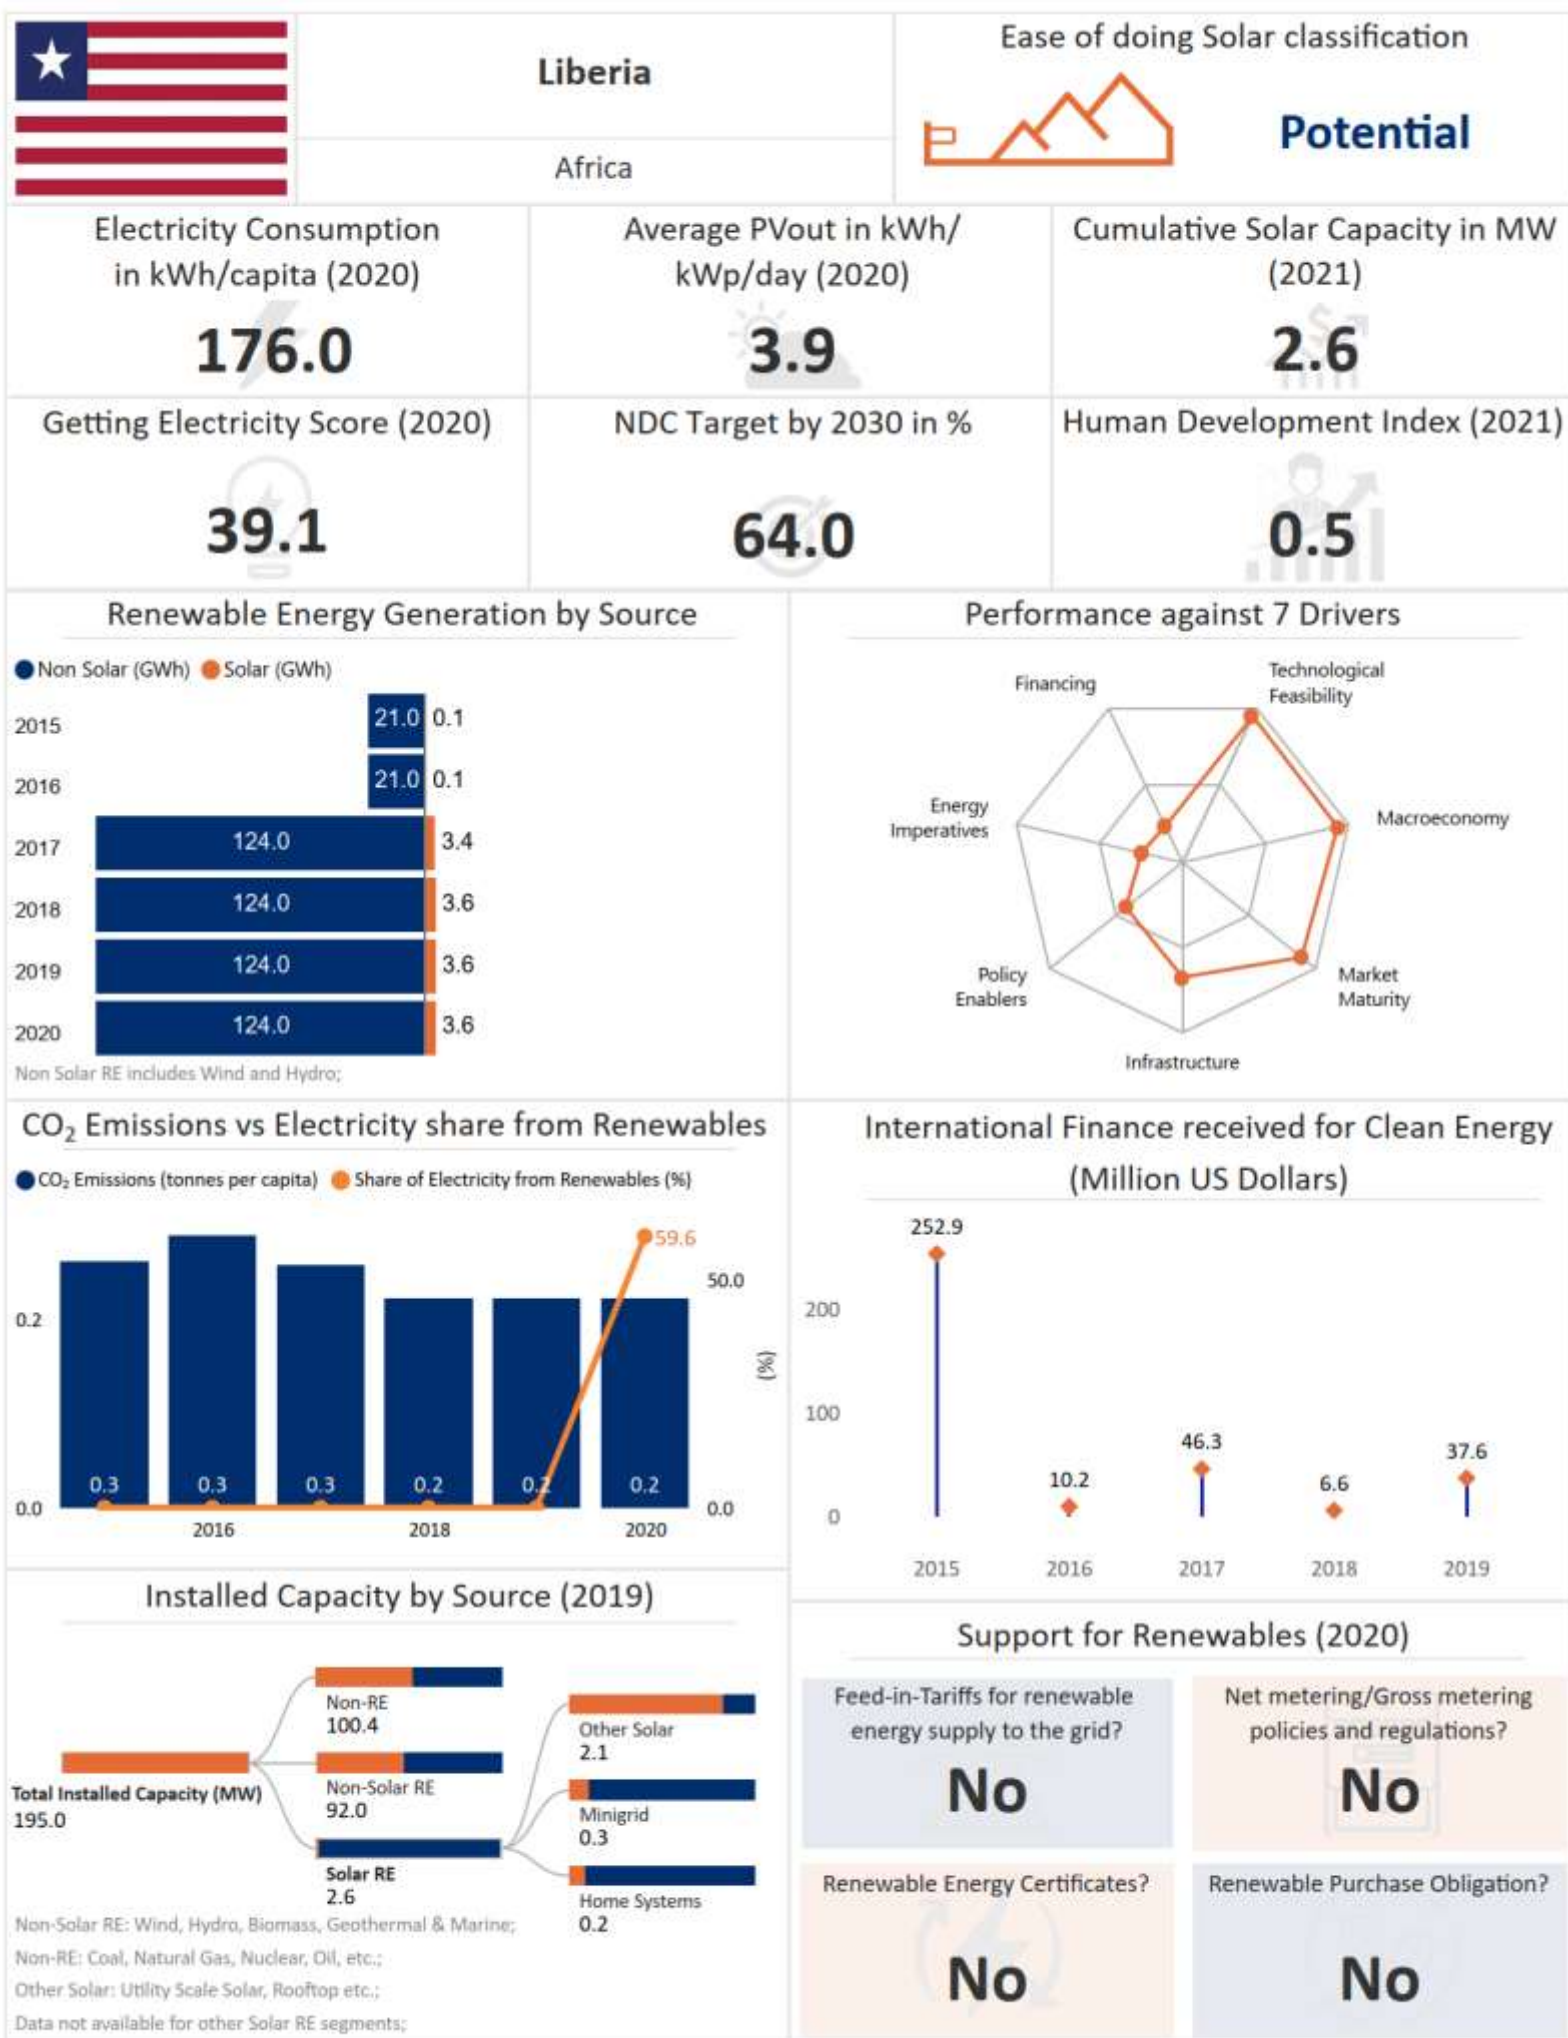 Liberia
Africa
Ease of doing Solar classification
Potential
Electricity Consumption
in kWh/capita (2020)
176.0
Average PVout in kWh/
kWp/day (2020)
3.9
Cumulative Solar Capacity in MW
(2021)
2.6
Getting Electricity Score (2020)
39.1
NDC Target by 2030 in %
64.0
Human Development Index (2021)
0.5
Renewable Energy Generation by Source
Non Solar (GWh) Solar (GWh)
2015 21.0 0.1
2016 21.0 0.1
2017 124.0 3.4
2018 124.0 3.6
2019 124.0 3.6
2020 124.0 3.6
Non Solar RE includes Wind and Hydro;
Performance against 7 Drivers
Financing
Technological
Feasibility
Energy
Imperatives
Macroeconomy
Policy
Enablers
Market
Maturity
Infrastructure
CO₂ Emissions vs Electricity share from Renewables
CO₂ Emissions (tonnes per capita) Share of Electricity from Renewables (%)
59.6
50.0
0.2
(%)
0.3 0.3 0.3 0.2 0.2 0.2
0.0 0.0
2016 2018 2020
International Finance received for Clean Energy
(Million US Dollars)
252.9
200
100
46.3
37.6
10.2
6.6
0
2015 2016 2017 2018 2019
Installed Capacity by Source (2019)
Total Installed Capacity (MW)
195.0
Non-RE
100.4
Non-Solar RE
92.0
Solar RE
2.6
Other Solar
2.1
Minigrid
0.3
Home Systems
0.2
Non-Solar RE: Wind, Hydro, Biomass, Geothermal & Marine;
Non-RE: Coal, Natural Gas, Nuclear, Oil, etc.;
Other Solar: Utility Scale Solar, Rooftop etc.;
Data not available for other Solar RE segments;
Support for Renewables (2020)
Feed-in-Tariffs for renewable
energy supply to the grid?
No
Net metering/Gross metering
policies and regulations?
No
Renewable Energy Certificates?
No
Renewable Purchase Obligation?
No